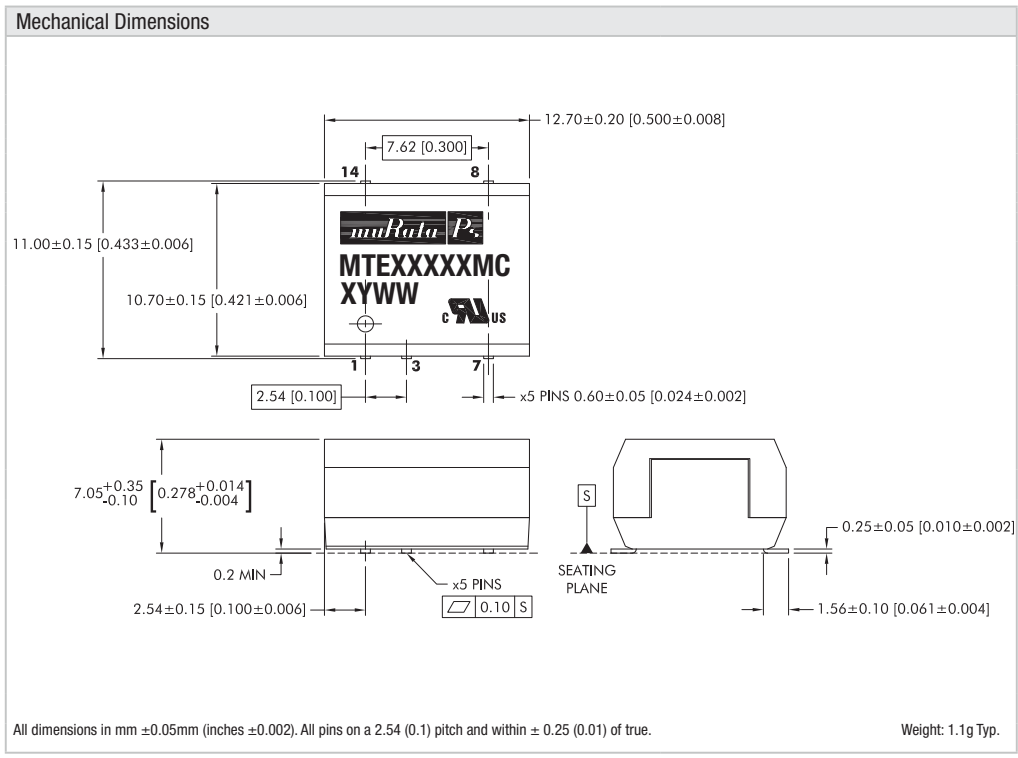 Mechanical Dimensions
12.70±0.20 [0.500±0.008]
7.62 [0.300]
14
8
11.00±0.15 [0.433±0.006]
muRata Ps
MTEXXXXXMC
XYWW
10.70±0.15 [0.421±0.006]
C US
1
3
7
2.54 [0.100]
x5 PINS 0.60±0.05 [0.024±0.002]
7.05+0.35 -0.10 [0.278+0.014 -0.004]
S
0.25±0.05 [0.010±0.002]
0.2 MIN
x5 PINS
SEATING
PLANE
2.54±0.15 [0.100±0.006]
0.10 S
1.56±0.10 [0.061±0.004]
All dimensions in mm ±0.05mm (inches ±0.002). All pins on a 2.54 (0.1) pitch and within ± 0.25 (0.01) of true.
Weight: 1.1g Typ.